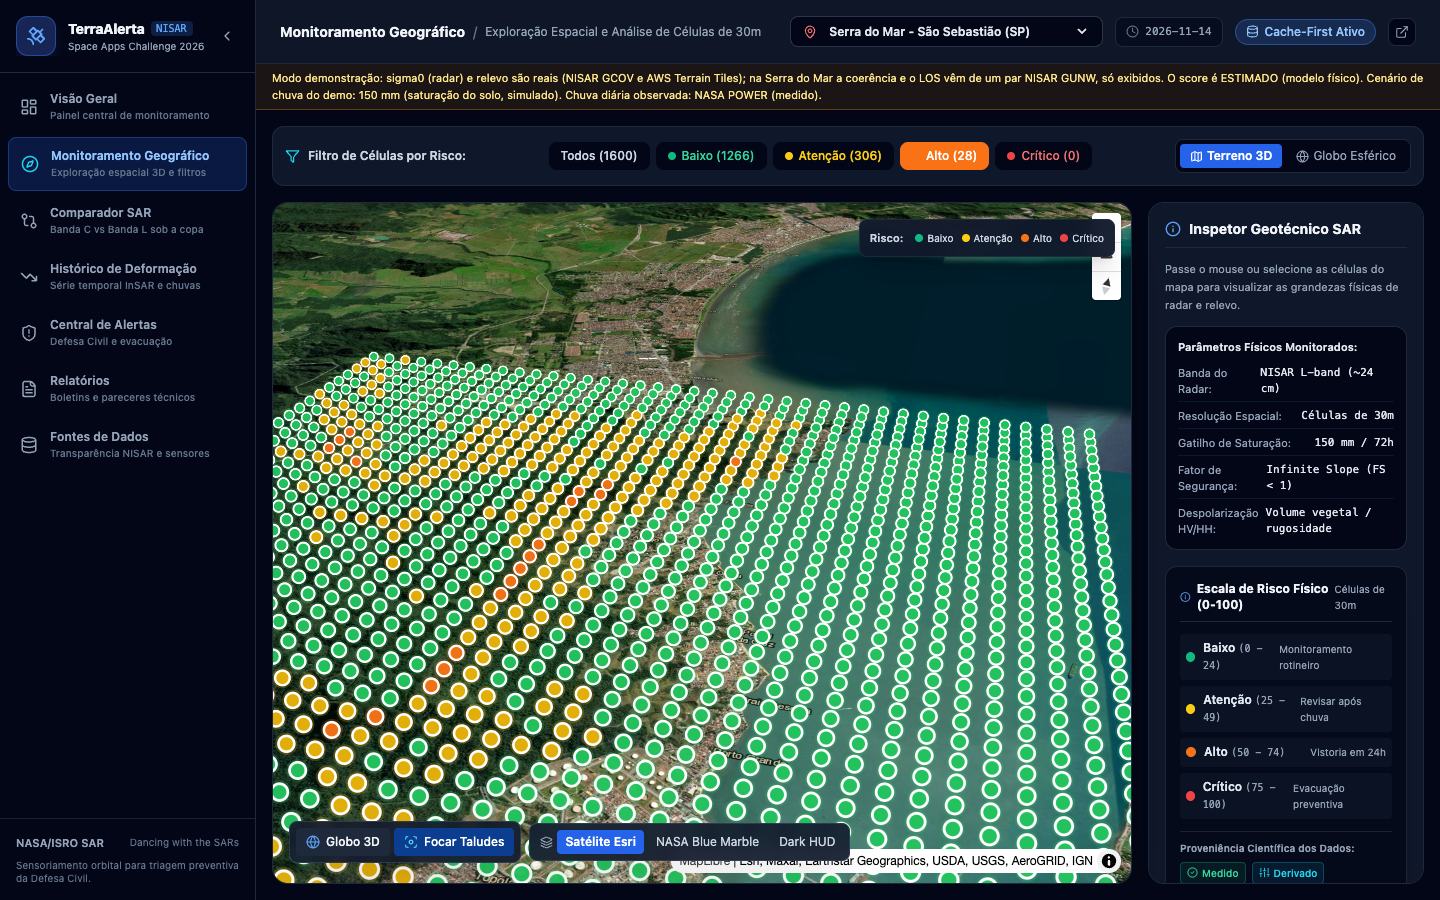 TerraAlerta NISAR
Space Apps Challenge 2026
Visão Geral
Painel central de monitoramento
Monitoramento Geográfico
Exploração espacial 3D e filtros
Comparador SAR
Banda C vs Banda L sob a copa
Histórico de Deformação
Série temporal InSAR e chuvas
Central de Alertas
Defesa Civil e evacuação
Relatórios
Boletins e pareceres técnicos
Fontes de Dados
Transparência NISAR e sensores
NASA/ISRO SAR Dancing with the SARs
Sensoriamento orbital para triagem preventiva
da Defesa Civil.
Monitoramento Geográfico / Exploração Espacial e Análise de Células de 30m
Serra do Mar - São Sebastião (SP)
2026-11-14
Cache-First Ativo
Modo demonstração: sigma0 (radar) e relevo são reais (NISAR GCOV e AWS Terrain Tiles); na Serra do Mar a coerência e o LOS vêm de um par NISAR GUNW, só exibidos. O score é ESTIMADO (modelo físico). Cenário de
chuva do demo: 150 mm (saturação do solo, simulado). Chuva diária observada: NASA POWER (medido).
Filtro de Células por Risco:
Todos (1600)
Baixo (1266)
Atenção (306)
Alto (28)
Crítico (0)
Terreno 3D
Globo Esférico
Risco: Baixo Atenção Alto Crítico
Globo 3D
Focar Taludes
Satélite Esri
NASA Blue Marble
Dark HUD
MapLibre | Esri, Maxar, Earthstar Geographics, USDA, USGS, AeroGRID, IGN
Inspetor Geotécnico SAR
Passe o mouse ou selecione as células do
mapa para visualizar as grandezas físicas de
radar e relevo.
Parâmetros Físicos Monitorados:
Banda do NISAR L-band (~24
Radar: cm)
Resolução Espacial: Células de 30m
Gatilho de Saturação: 150 mm / 72h
Fator de Infinite Slope (FS
Segurança: < 1)
Despolarização Volume vegetal /
HV/HH: rugosidade
Escala de Risco Físico Células de
(0-100) 30m
Baixo (0 – Monitoramento
24) rotineiro
Atenção (25 – Revisar após
49) chuva
Alto (50 – 74) Vistoria em 24h
Crítico (75 – Evacuação
100) preventiva
Proveniência Científica dos Dados:
Medido
Derivado